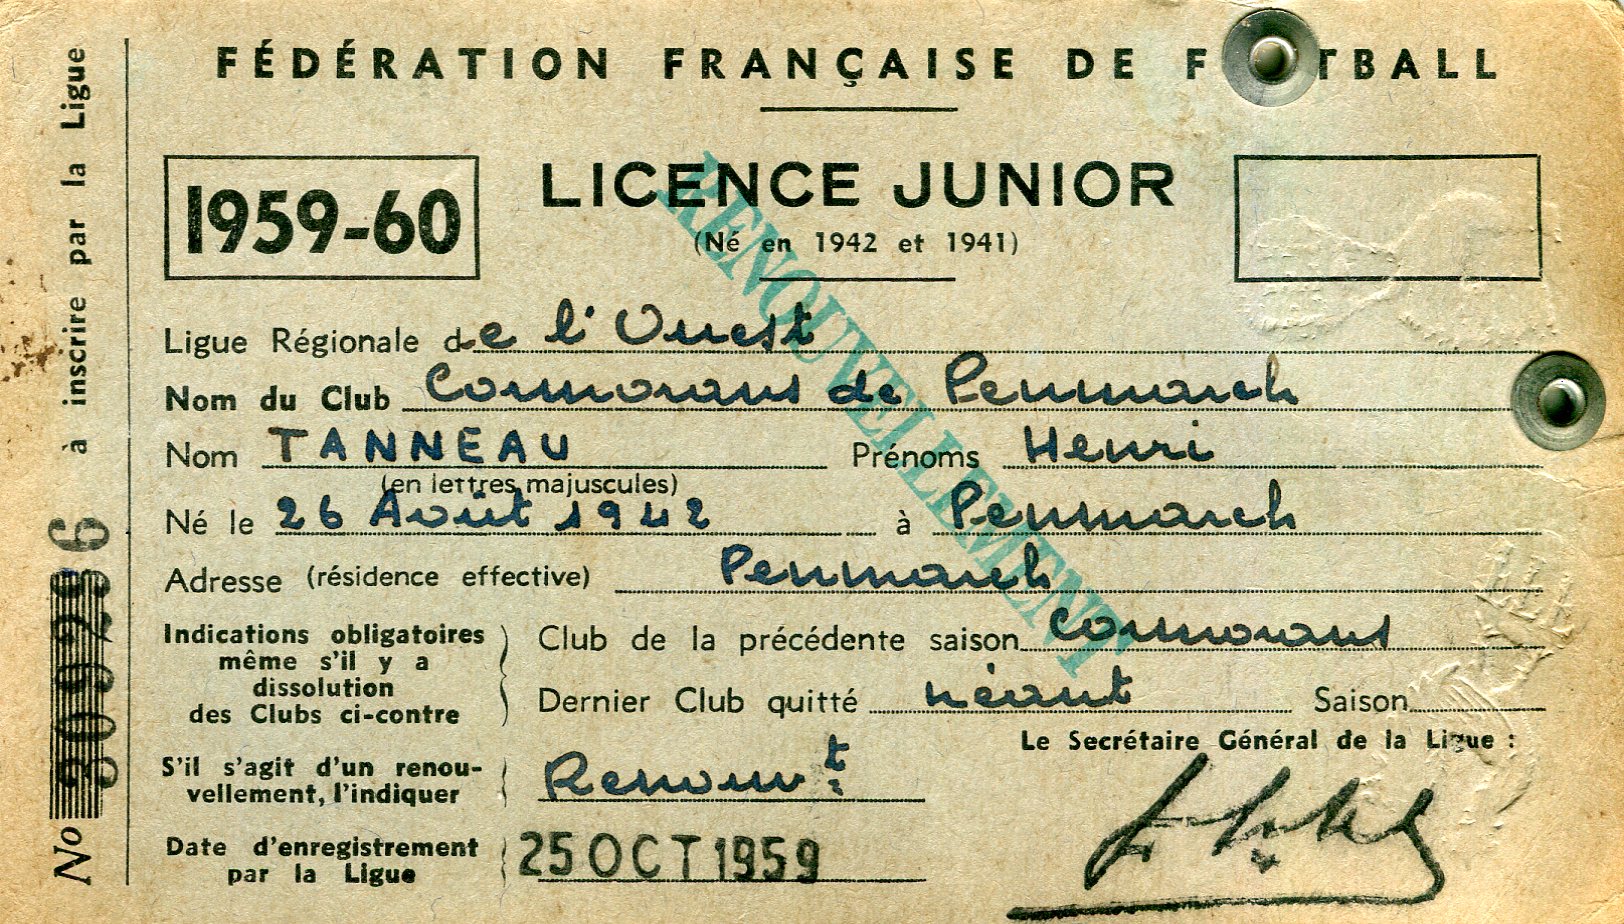 FÉDÉRATION FRANÇAISE DE F TBALL
1959-60
LICENCE JUNIOR
(Né en 1942 et 1941)
RENOUVELLEMENT
Ligue Régionale de l'Ouest
Nom du Club Cormorans de Penmarch
Nom TANNEAU Prénoms Henri
(en lettres majuscules)
Né le 26 Août 1942 à Penmarch
Adresse (résidence effective) Penmarch
Indications obligatoires
même s'il y a
dissolution
des Clubs ci-contre
Club de la précédente saison Cormorans
Dernier Club quitté néant Saison
Le Secrétaire Général de la Ligue :
S'il s'agit d'un renou-
vellement, l'indiquer
Renouvt
Date d'enregistrement
par la Ligue
25 OCT 1959
No
à inscrire par la Ligue